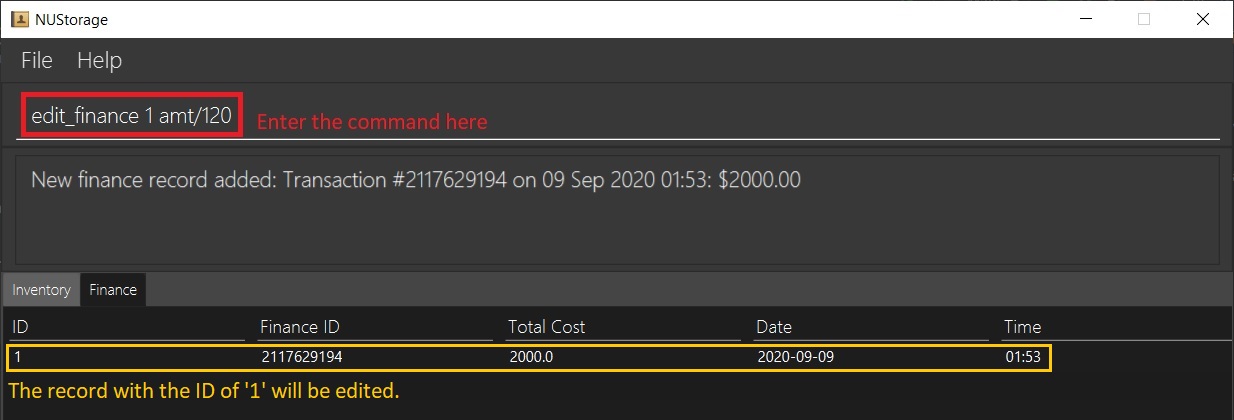 NUStorage
File Help
edit_finance 1 amt/120 Enter the command here
New finance record added: Transaction #2117629194 on 09 Sep 2020 01:53: $2000.00
Inventory Finance
ID Finance ID Total Cost Date Time
1 2117629194 2000.0 2020-09-09 01:53
The record with the ID of '1' will be edited.